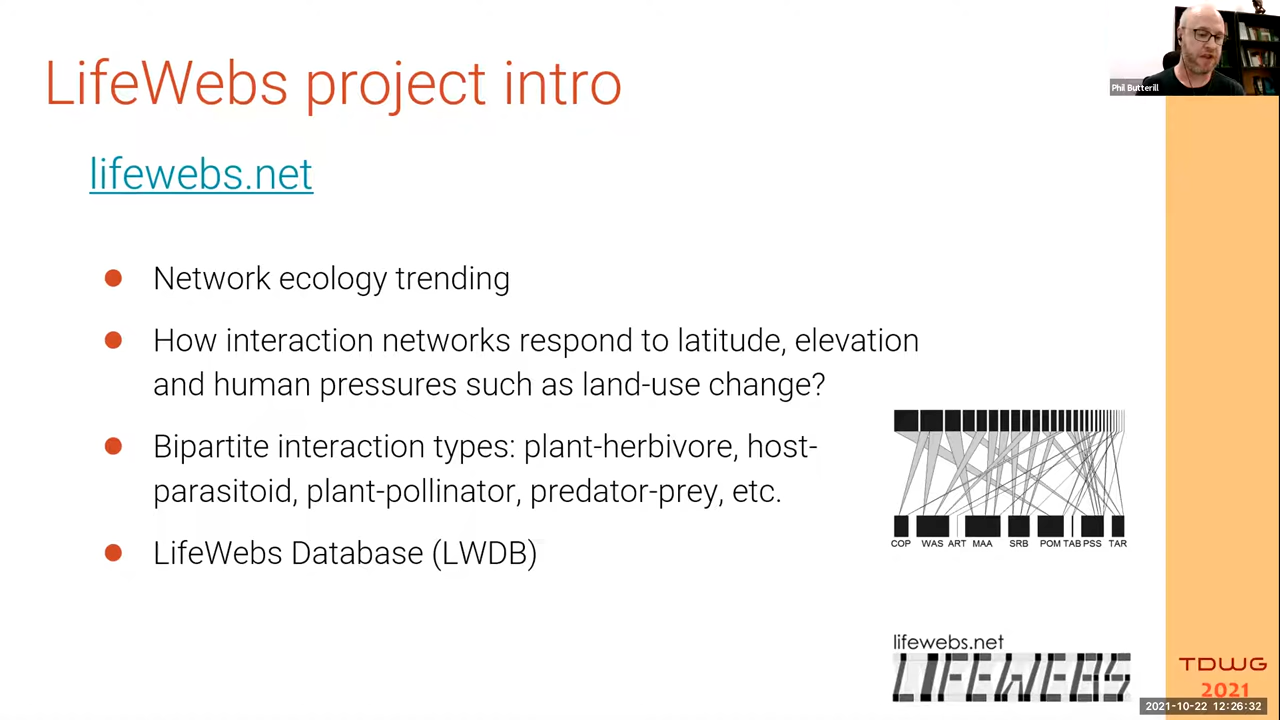 LifeWebs project intro
Phil Butterill
lifewebs.net
Network ecology trending
How interaction networks respond to latitude, elevation
and human pressures such as land-use change?
Bipartite interaction types: plant-herbivore, host-
parasitoid, plant-pollinator, predator-prey, etc.
COP WAS ART MAA SRB POM TAB PSS TAR
LifeWebs Database (LWDB)
lifewebs.net
LIFEWEBS
TDWG
2021
2021-10-22 12:26:32